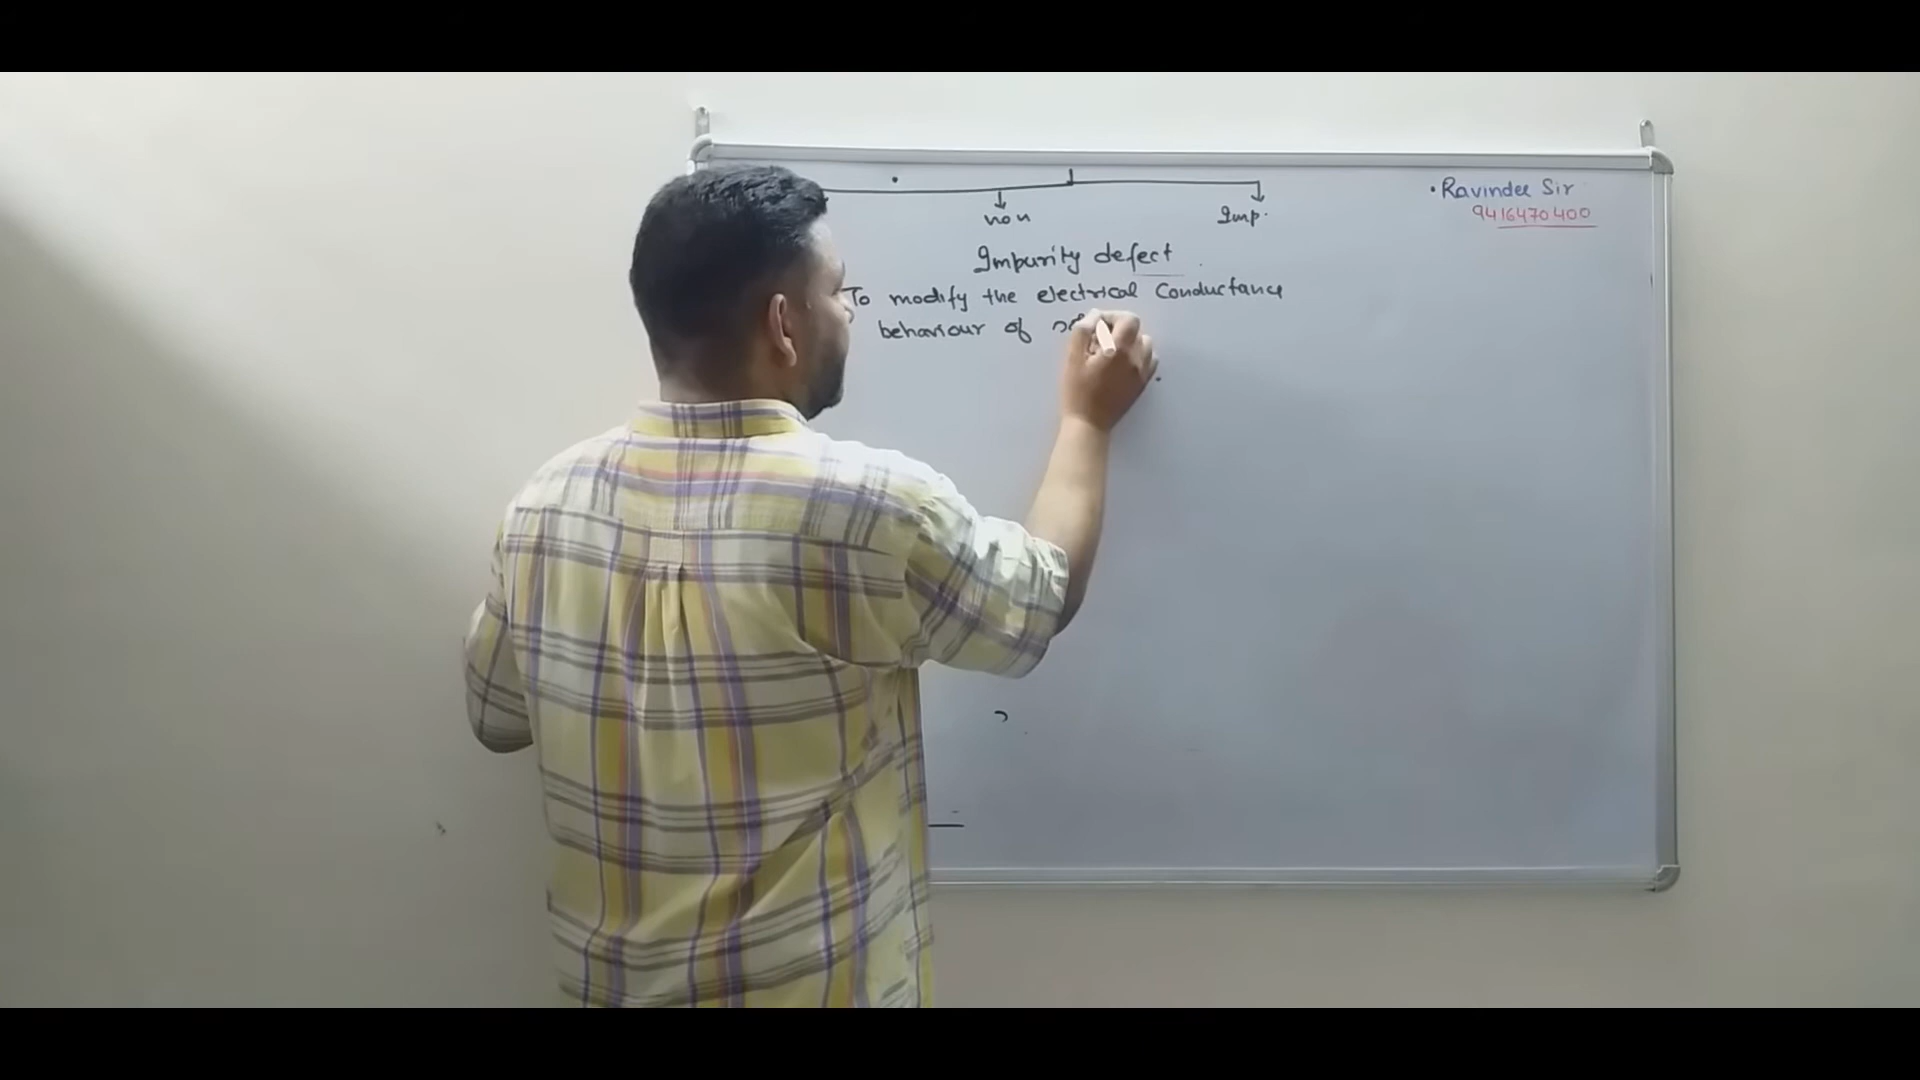 • Ravinder Sir
9416470400
non
Imp.
Impurity defect
To modify the electrical Conductance
behaviour of